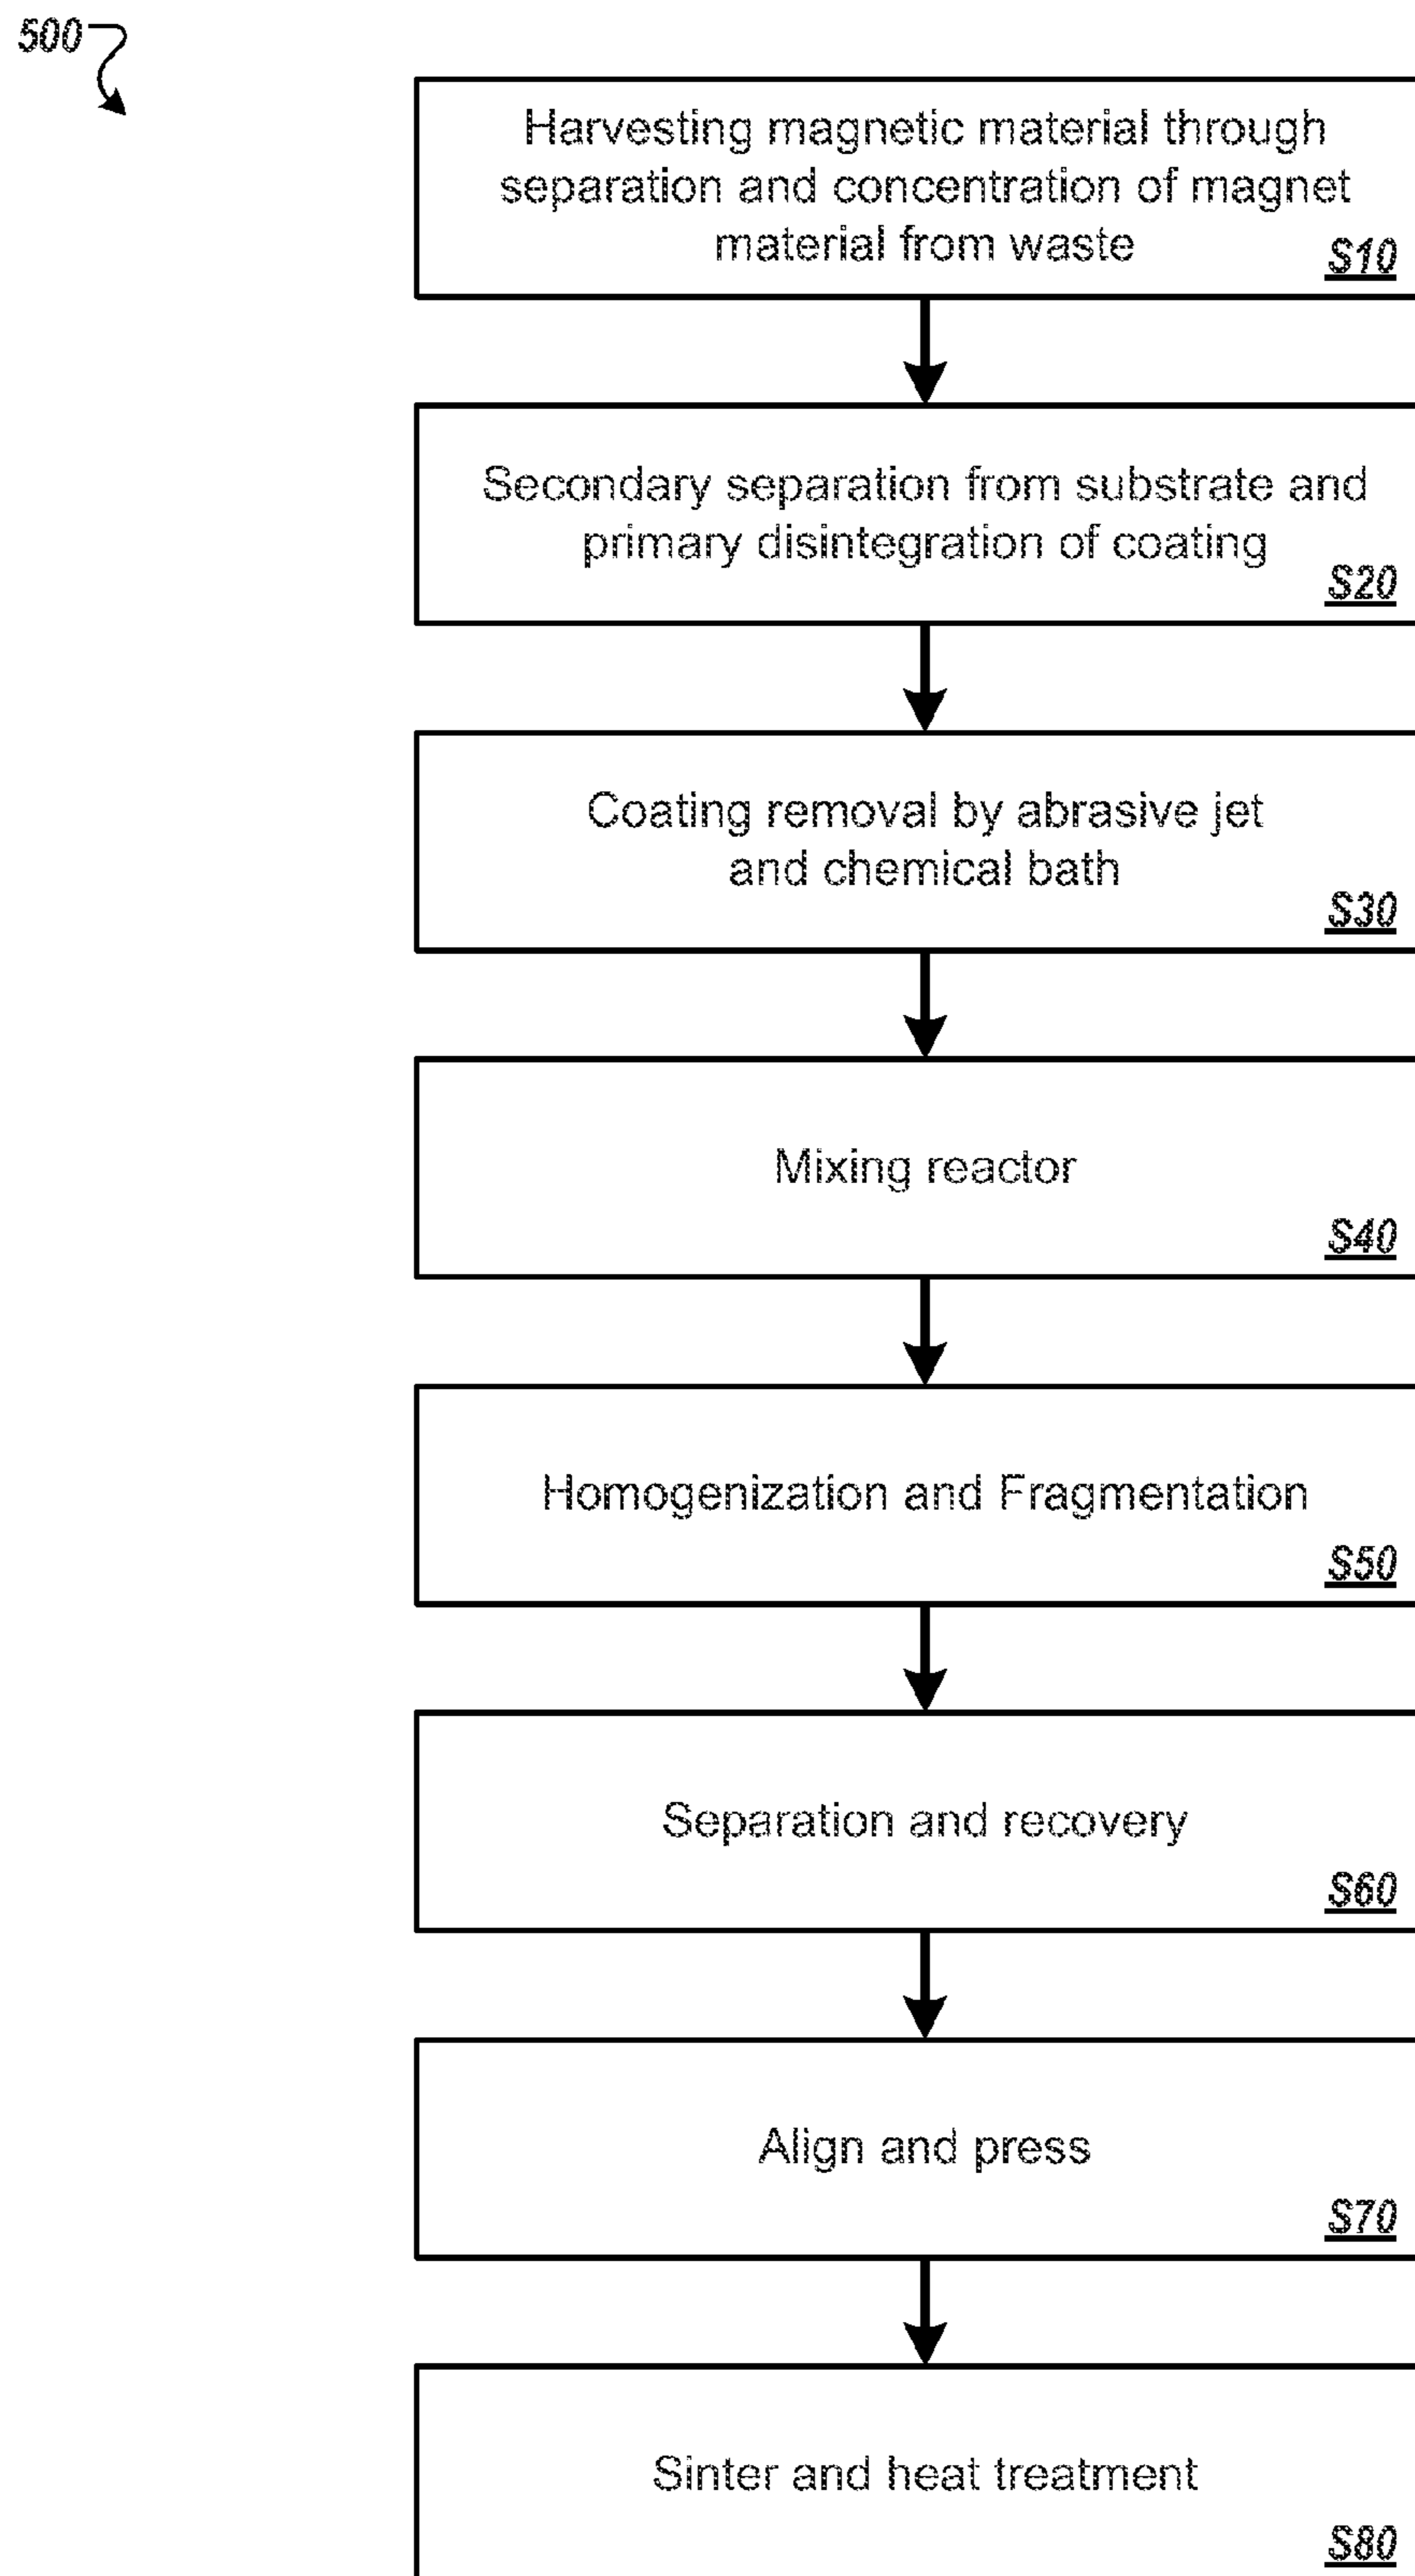 500
Harvesting magnetic material through
separation and concentration of magnet
material from waste
S10
Secondary separation from substrate and
primary disintegration of coating
S20
Coating removal by abrasive jet
and chemical bath
S30
Mixing reactor
S40
Homogenization and Fragmentation
S50
Separation and recovery
S60
Align and press
S70
Sinter and heat treatment
S80